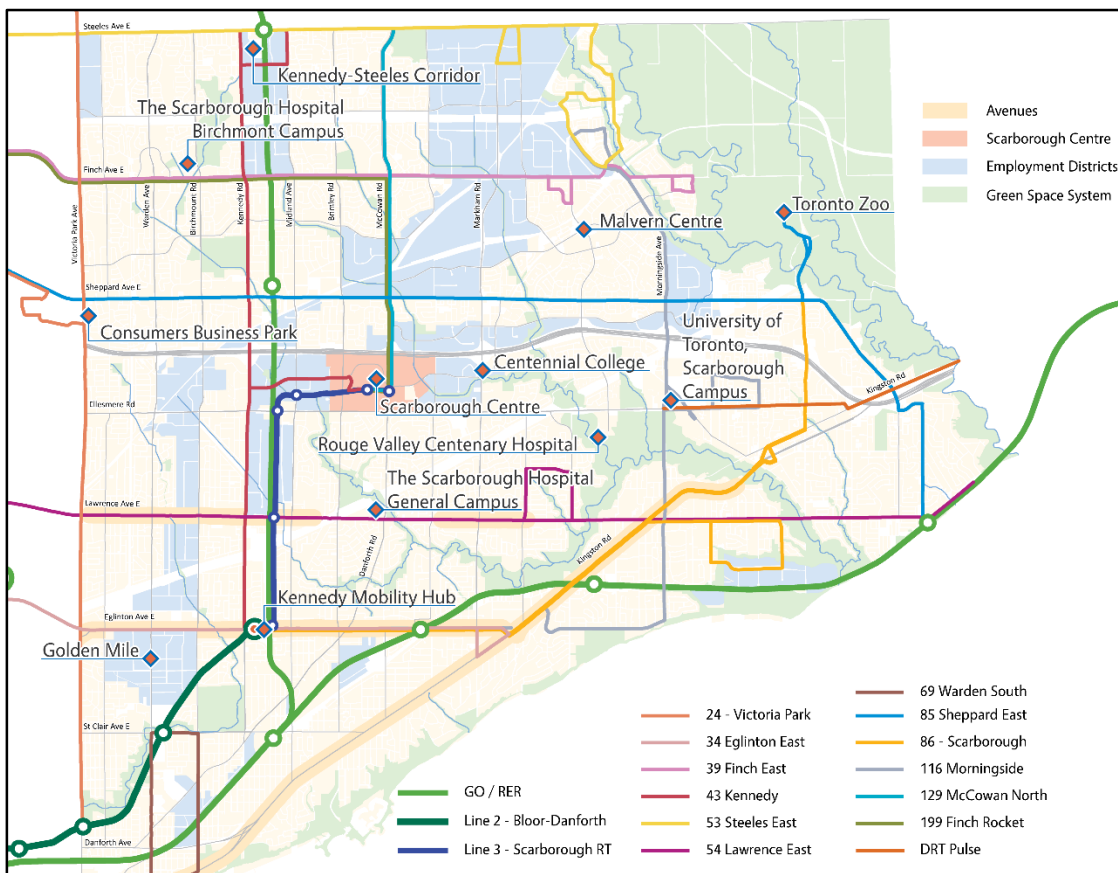 Steeles Ave E
Kennedy-Steeles Corridor
The Scarborough Hospital
Birchmont Campus
Finch Ave E
Victoria Park Ave
Warden Ave
Birchmount Rd
Kennedy Rd
Midland Ave
Brimley Rd
McCowan Rd
Markham Rd
Morningside Ave
Avenues
Scarborough Centre
Employment Districts
Green Space System
Toronto Zoo
Malvern Centre
Sheppard Ave E
Consumers Business Park
University of
Toronto,
Scarborough
Campus
Centennial College
Kingston Rd
Ellesmere Rd
Scarborough Centre
Rouge Valley Centenary Hospital
The Scarborough Hospital
General Campus
Lawrence Ave E
Danforth Rd
Kingston Rd
Kennedy Mobility Hub
Eglinton Ave E
Golden Mile
St Clair Ave E
Danforth Ave
GO / RER
Line 2 - Bloor-Danforth
Line 3 - Scarborough RT
24 - Victoria Park
34 Eglinton East
39 Finch East
43 Kennedy
53 Steeles East
54 Lawrence East
69 Warden South
85 Sheppard East
86 - Scarborough
116 Morningside
129 McCowan North
199 Finch Rocket
DRT Pulse